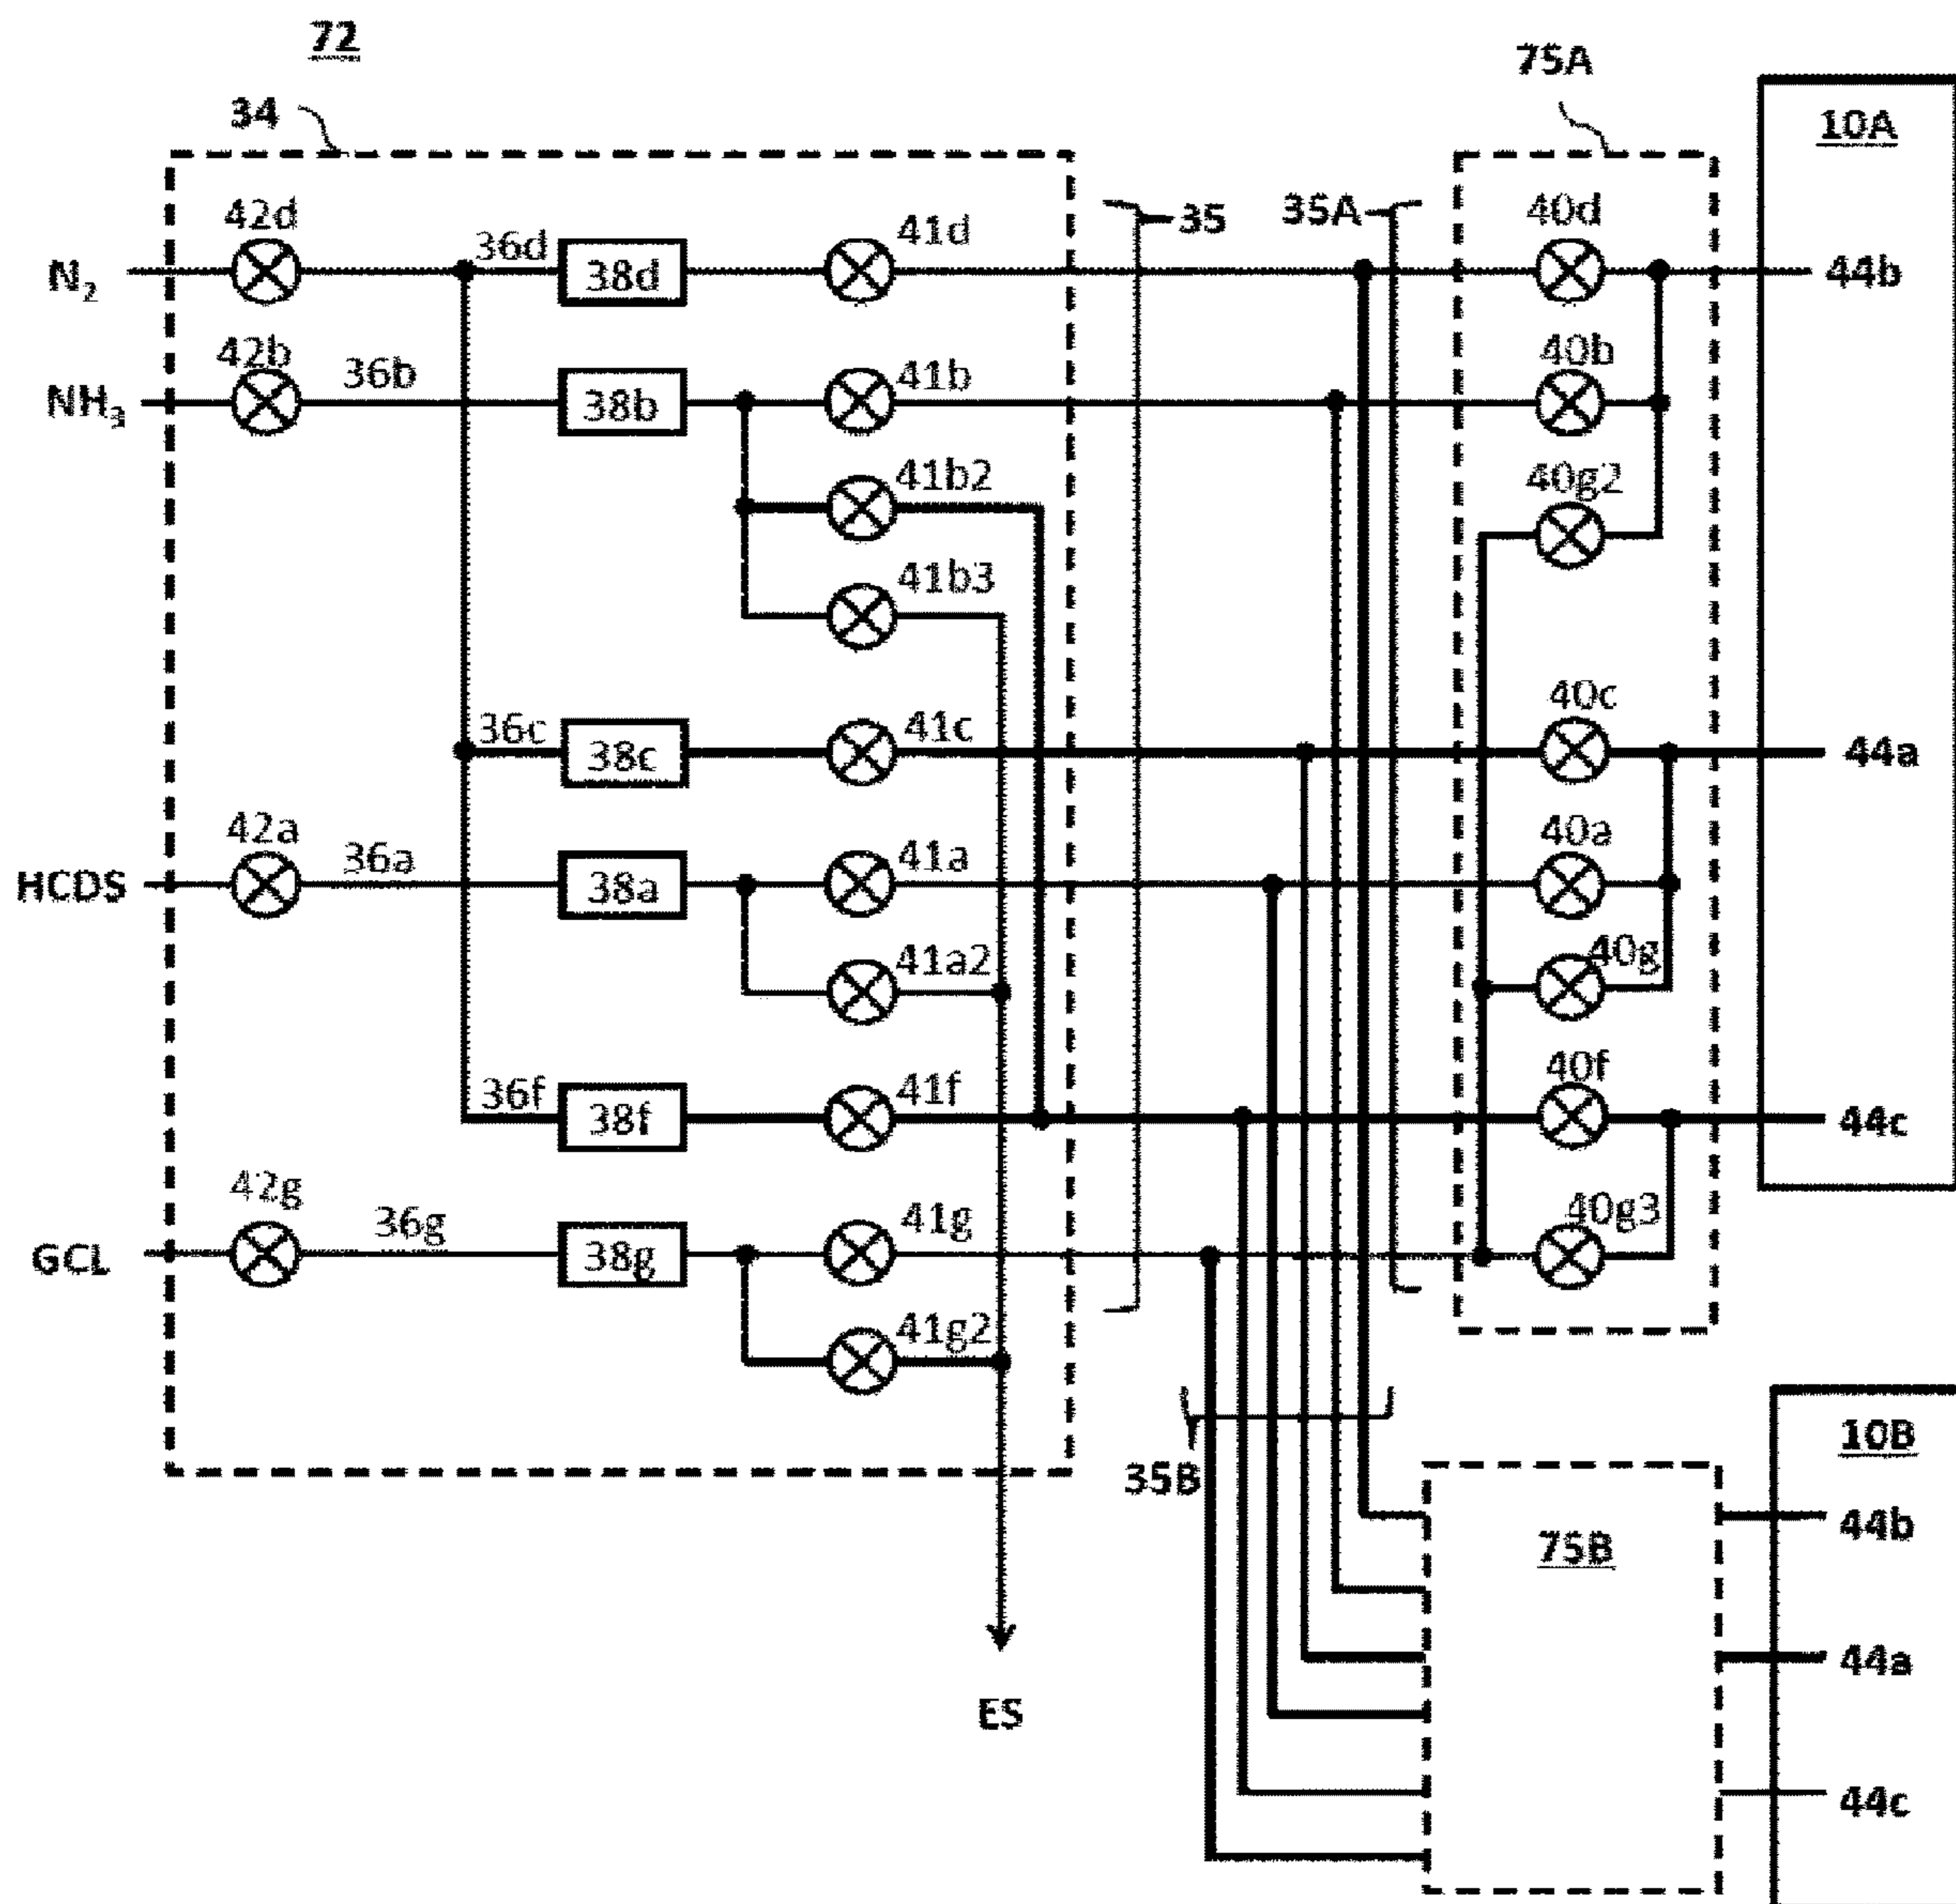 72
34
75A
10A
42d
36d
38d
41d
35
35A
40d
N2
44b
42b
36b
38b
41b
40b
NH3
41b2
40g2
41b3
36c
38c
41c
40c
44a
42a
36a
38a
41a
40a
HCDS
41a2
40g
36f
38f
41f
40f
44c
42g
36g
38g
41g
40g3
GCL
41g2
10B
35B
44b
75B
44a
ES
44c